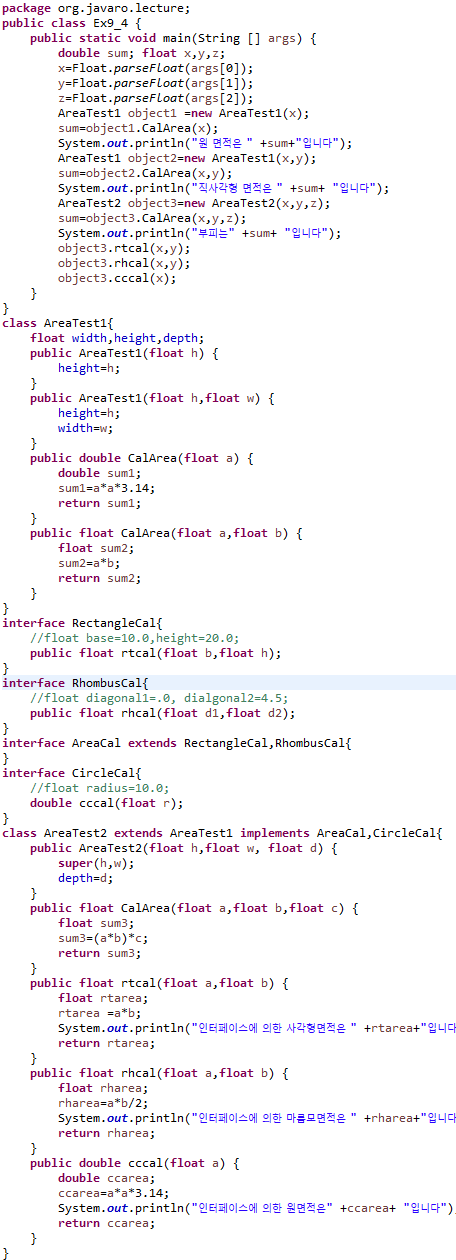 package org.javaro.lecture;
public class Ex9_4 {
public static void main(String [] args) {
double sum; float x,y,z;
x=Float.parseFloat(args[0]);
y=Float.parseFloat(args[1]);
z=Float.parseFloat(args[2]);
AreaTest1 object1 =new AreaTest1(x);
sum=object1.CalArea(x);
System.out.println("원 면적은 " +sum+"입니다");
AreaTest1 object2=new AreaTest1(x,y);
sum=object2.CalArea(x,y);
System.out.println("직사각형 면적은 " +sum+ "입니다");
AreaTest2 object3=new AreaTest2(x,y,z);
sum=object3.CalArea(x,y,z);
System.out.println("부피는" +sum+ "입니다");
object3.rtcal(x,y);
object3.rhcal(x,y);
object3.cccal(x);
}
}
class AreaTest1{
float width,height,depth;
public AreaTest1(float h) {
height=h;
}
public AreaTest1(float h,float w) {
height=h;
width=w;
}
public double CalArea(float a) {
double sum1;
sum1=a*a*3.14;
return sum1;
}
public float CalArea(float a,float b) {
float sum2;
sum2=a*b;
return sum2;
}
}
interface RectangleCal{
//float base=10.0,height=20.0;
public float rtcal(float b,float h);
}
interface RhombusCal{
//float diagonal1=.0, dialgonal2=4.5;
public float rhcal(float d1,float d2);
}
interface AreaCal extends RectangleCal,RhombusCal{
}
interface CircleCal{
//float radius=10.0;
double cccal(float r);
}
class AreaTest2 extends AreaTest1 implements AreaCal,CircleCal{
public AreaTest2(float h,float w, float d) {
super(h,w);
depth=d;
}
public float CalArea(float a,float b,float c) {
float sum3;
sum3=(a*b)*c;
return sum3;
}
public float rtcal(float a,float b) {
float rtarea;
rtarea =a*b;
System.out.println("인터페이스에 의한 사각형면적은 " +rtarea+"입니다
return rtarea;
}
public float rhcal(float a,float b) {
float rharea;
rharea=a*b/2;
System.out.println("인터페이스에 의한 마름모면적은 " +rharea+"입니다
return rharea;
}
public double cccal(float a) {
double ccarea;
ccarea=a*a*3.14;
System.out.println("인터페이스에 의한 원면적은" +ccarea+ "입니다");
return ccarea;
}
}